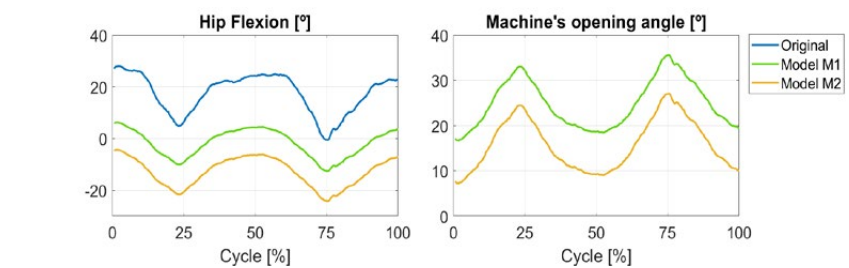 Hip Flexion [º]
40
20
0
-20
0
25
50
75
100
Cycle [%]
Machine's opening angle [º]
40
30
20
10
0
0
25
50
75
100
Cycle [%]
Original
Model M1
Model M2